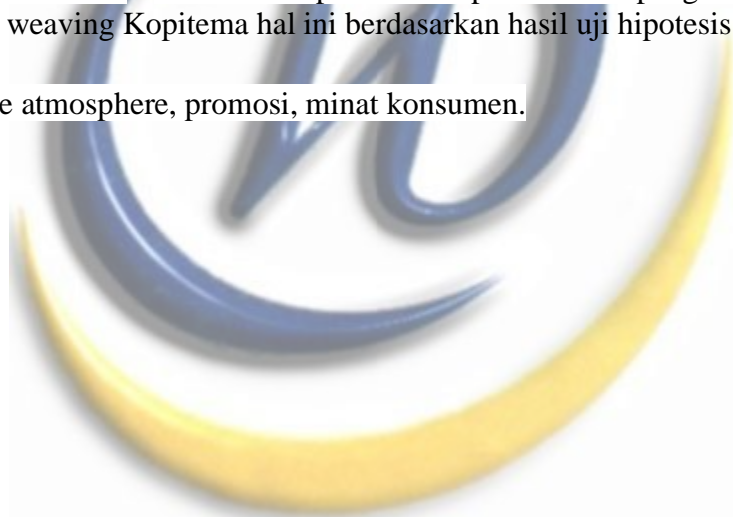 weaving Kopitema hal ini berdasarkan hasil uji hipotesis
e atmosphere, promosi, minat konsumen.